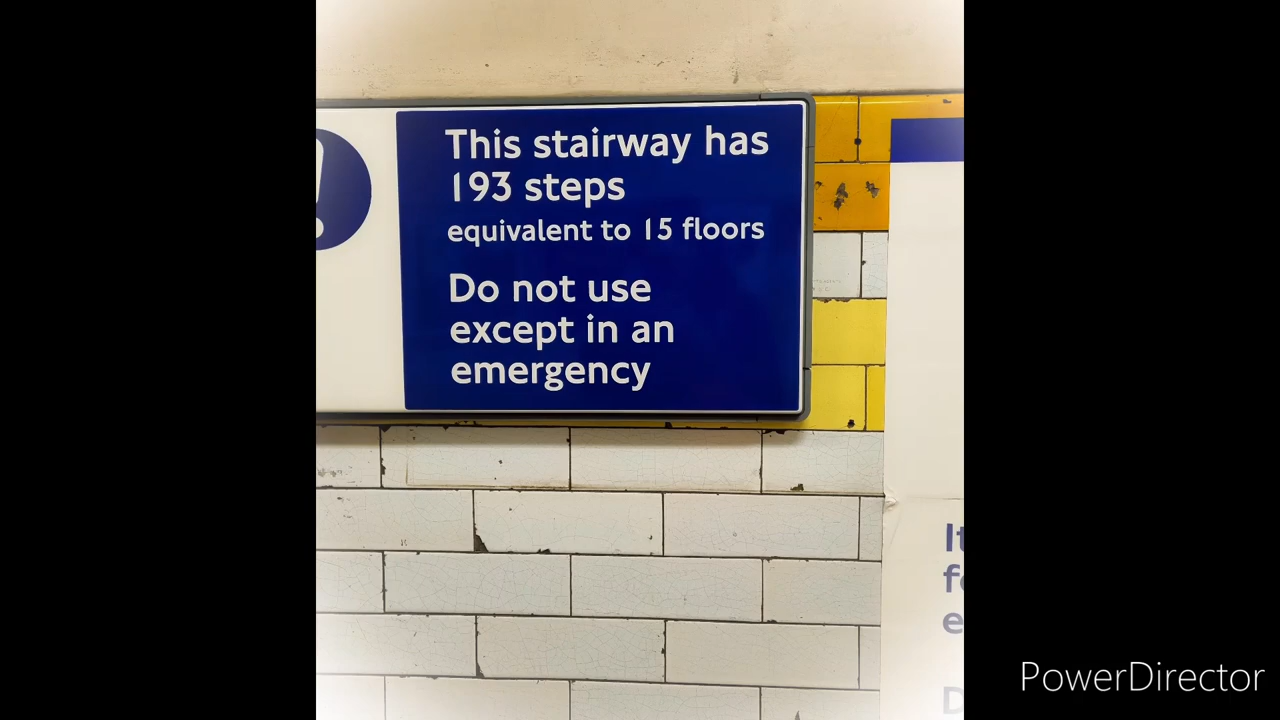 This stairway has
193 steps
equivalent to 15 floors
Do not use
except in an
emergency
PowerDirector